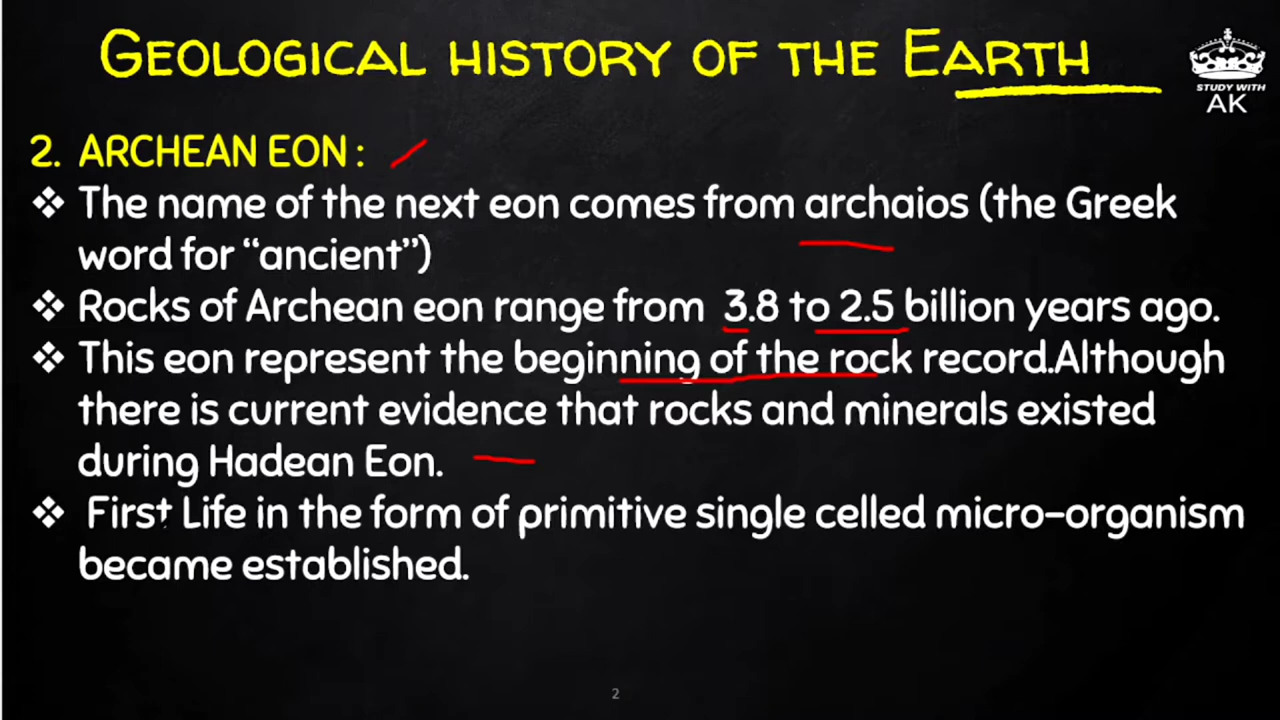 GEOLOGICAL HISTORY OF THE EARTH
STUDY WITH
AK
2. ARCHEAN EON :
❖ The name of the next eon comes from archaios (the Greek
word for “ancient”)
❖ Rocks of Archean eon range from 3.8 to 2.5 billion years ago.
❖ This eon represent the beginning of the rock record.Although
there is current evidence that rocks and minerals existed
during Hadean Eon.
❖ First Life in the form of primitive single celled micro-organism
became established.
2